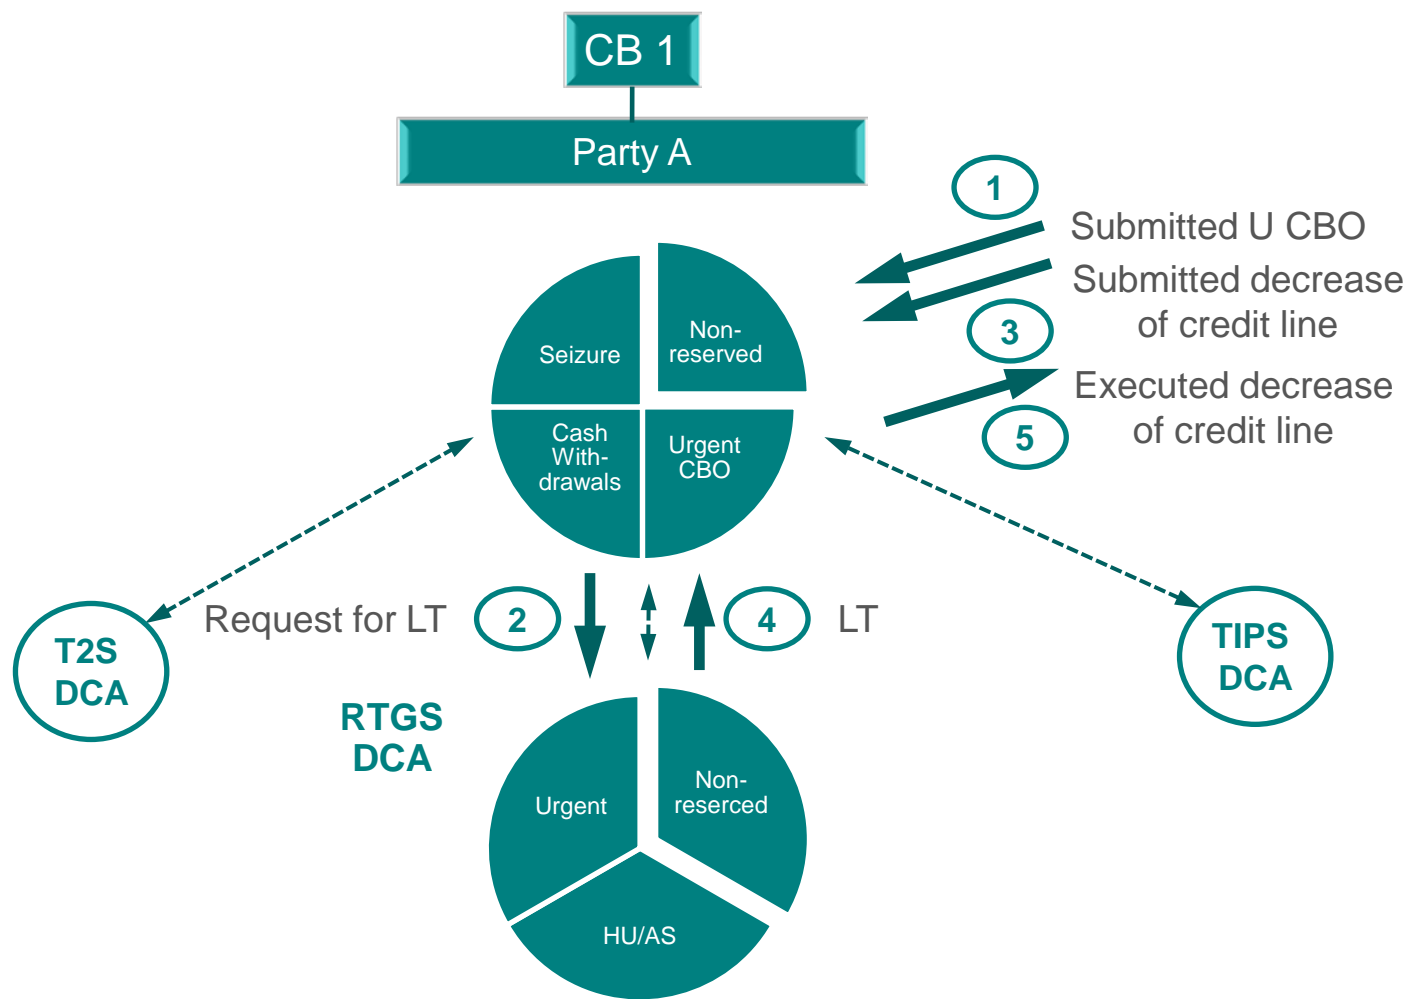 CB 1
Party A
1
Submitted U CBO
Submitted decrease
of credit line
3
Executed decrease
of credit line
5
Seizure
Non-
reserved
Cash
With-
drawals
Urgent
CBO
Request for LT
2
4
LT
T2S
DCA
TIPS
DCA
RTGS
DCA
Urgent
Non-
reserced
HU/AS